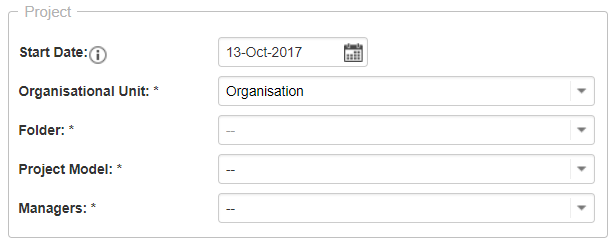 Project
Start Date: 13-Oct-2017
Organisational Unit: * Organisation
Folder: * --
Project Model: * --
Managers: * --